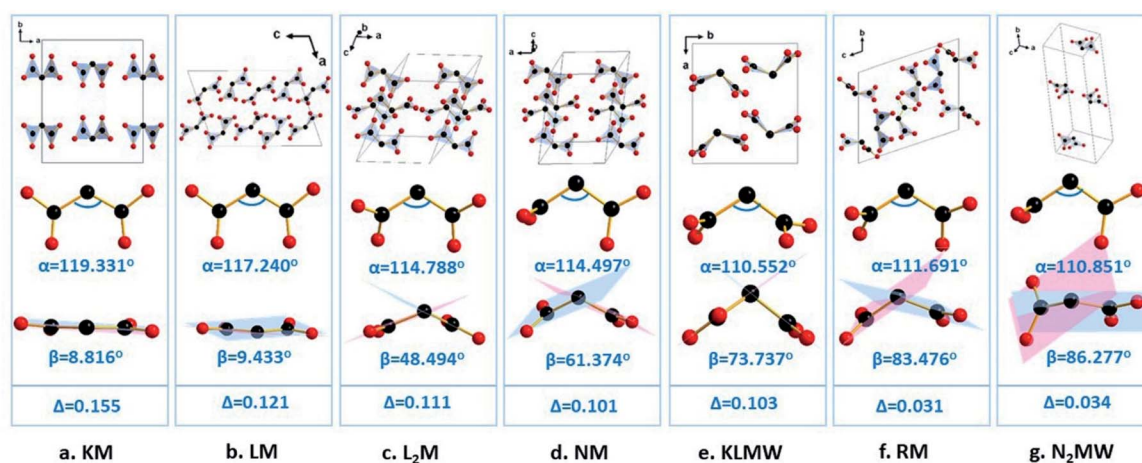 b
a
c
a
b
a
c
c
b
a
b
a
c
b
b
c
a
α=119.331°
α=117.240°
α=114.788°
α=114.497°
α=110.552°
α=111.691°
α=110.851°
β=8.816°
β=9.433°
β=48.494°
β=61.374°
β=73.737°
β=83.476°
β=86.277°
Δ=0.155
Δ=0.121
Δ=0.111
Δ=0.101
Δ=0.103
Δ=0.031
Δ=0.034
a. KM
b. LM
c. L₂M
d. NM
e. KLMW
f. RM
g. N₂MW